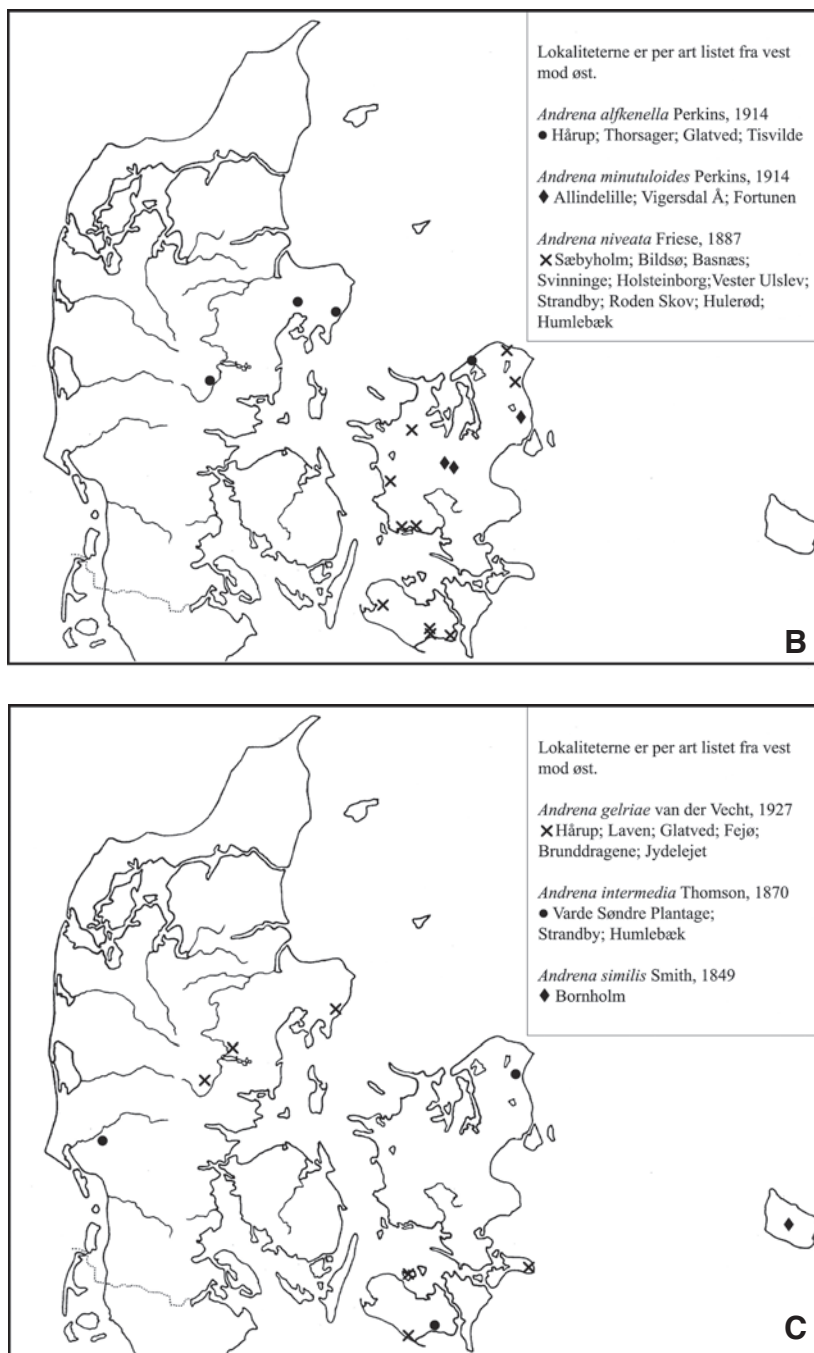 Lokaliteterne er per art listet fra vest
mod øst.
Andrena alfkenella Perkins, 1914
● Hårup; Thorsager; Glatved; Tisvilde
Andrena minutuloides Perkins, 1914
♦ Allindelille; Vigersdal Å; Fortunen
Andrena niveata Friese, 1887
✕ Sæbyholm; Bildsø; Basnæs;
Svinninge; Holsteinborg;Vester Ulslev;
Strandby; Roden Skov; Hulerød;
Humlebæk
B
Lokaliteterne er per art listet fra vest
mod øst.
Andrena gelriae van der Vecht, 1927
✕ Hårup; Laven; Glatved; Fejø;
Brunddragene; Jydelejet
Andrena intermedia Thomson, 1870
● Varde Søndre Plantage;
Strandby; Humlebæk
Andrena similis Smith, 1849
♦ Bornholm
C